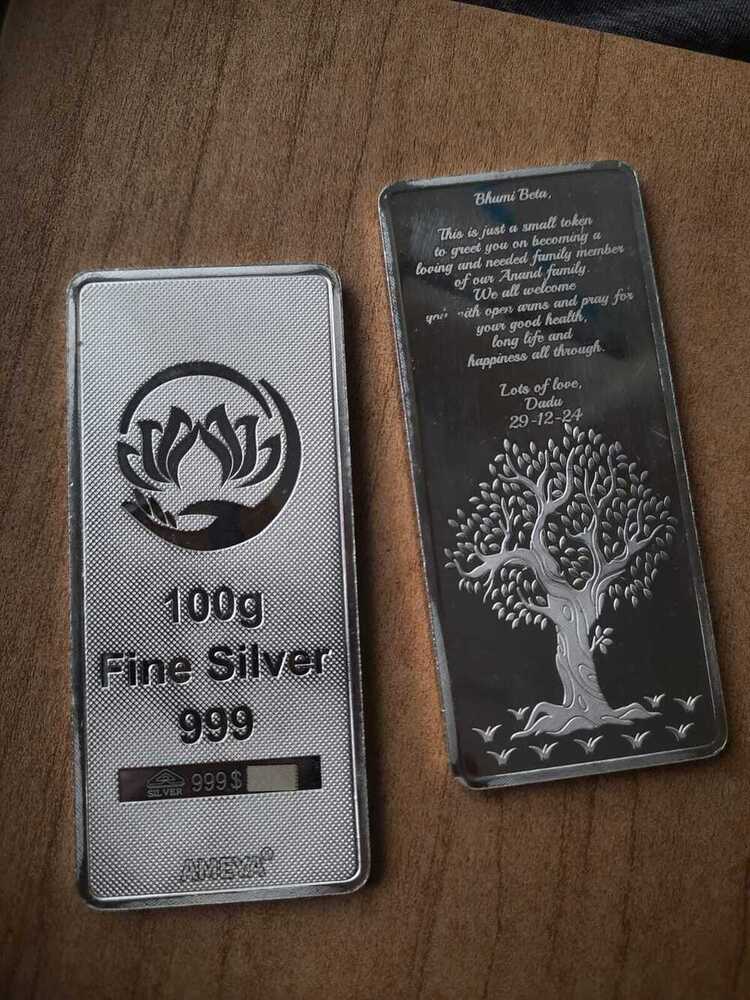 100g
Fine Silver
999
SILVER 999 $
AMEYA®
Bhumi Beta,
This is just a small token
to greet you on becoming a
loving and needed family member
of our Anand family.
We all welcome
you with open arms and pray for
your good health,
long life and
happiness all through.
Lots of love,
Dadu
29-12-24